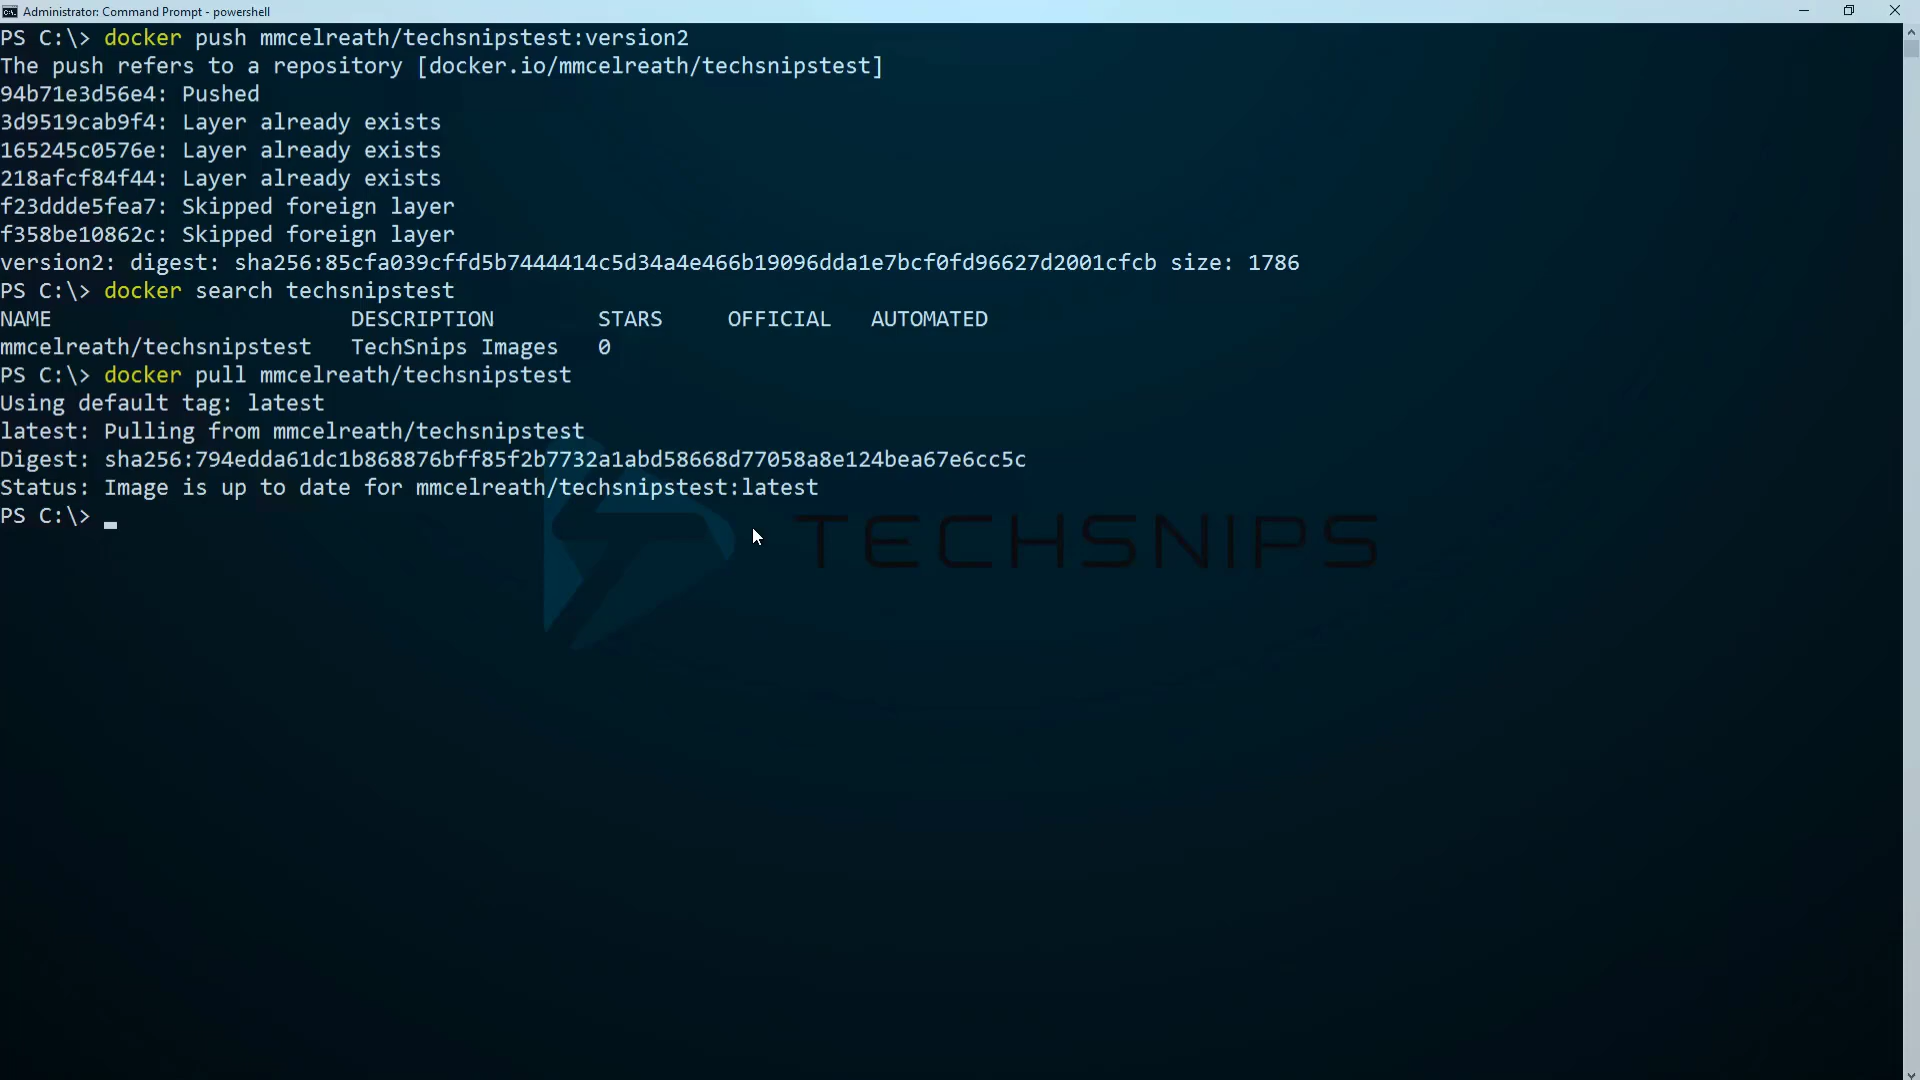 Administrator: Command Prompt - powershell
PS C:\> docker push mmcelreath/techsnipstest:version2
The push refers to a repository [docker.io/mmcelreath/techsnipstest]
94b71e3d56e4: Pushed
3d9519cab9f4: Layer already exists
165245c0576e: Layer already exists
218afcf84f44: Layer already exists
f23ddde5fea7: Skipped foreign layer
f358be10862c: Skipped foreign layer
version2: digest: sha256:85cfa039cffd5b7444414c5d34a4e466b19096dda1e7bcf0fd96627d2001cfcb size: 1786
PS C:\> docker search techsnipstest
NAME DESCRIPTION STARS OFFICIAL AUTOMATED
mmcelreath/techsnipstest TechSnips Images 0
PS C:\> docker pull mmcelreath/techsnipstest
Using default tag: latest
latest: Pulling from mmcelreath/techsnipstest
Digest: sha256:794edda61dc1b868876bff85f2b7732a1abd58668d77058a8e124bea67e6cc5c
Status: Image is up to date for mmcelreath/techsnipstest:latest
PS C:\>
TECHSNIPS